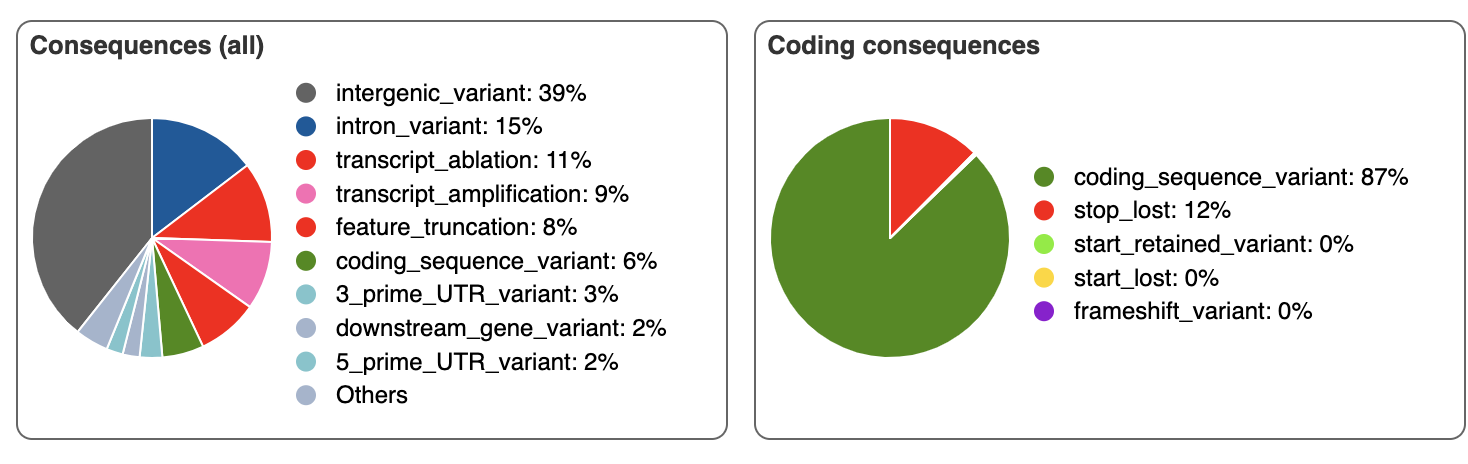 Consequences (all)
intergenic_variant: 39%
intron_variant: 15%
transcript_ablation: 11%
transcript_amplification: 9%
feature_truncation: 8%
coding_sequence_variant: 6%
3_prime_UTR_variant: 3%
downstream_gene_variant: 2%
5_prime_UTR_variant: 2%
Others
Coding consequences
coding_sequence_variant: 87%
stop_lost: 12%
start_retained_variant: 0%
start_lost: 0%
frameshift_variant: 0%